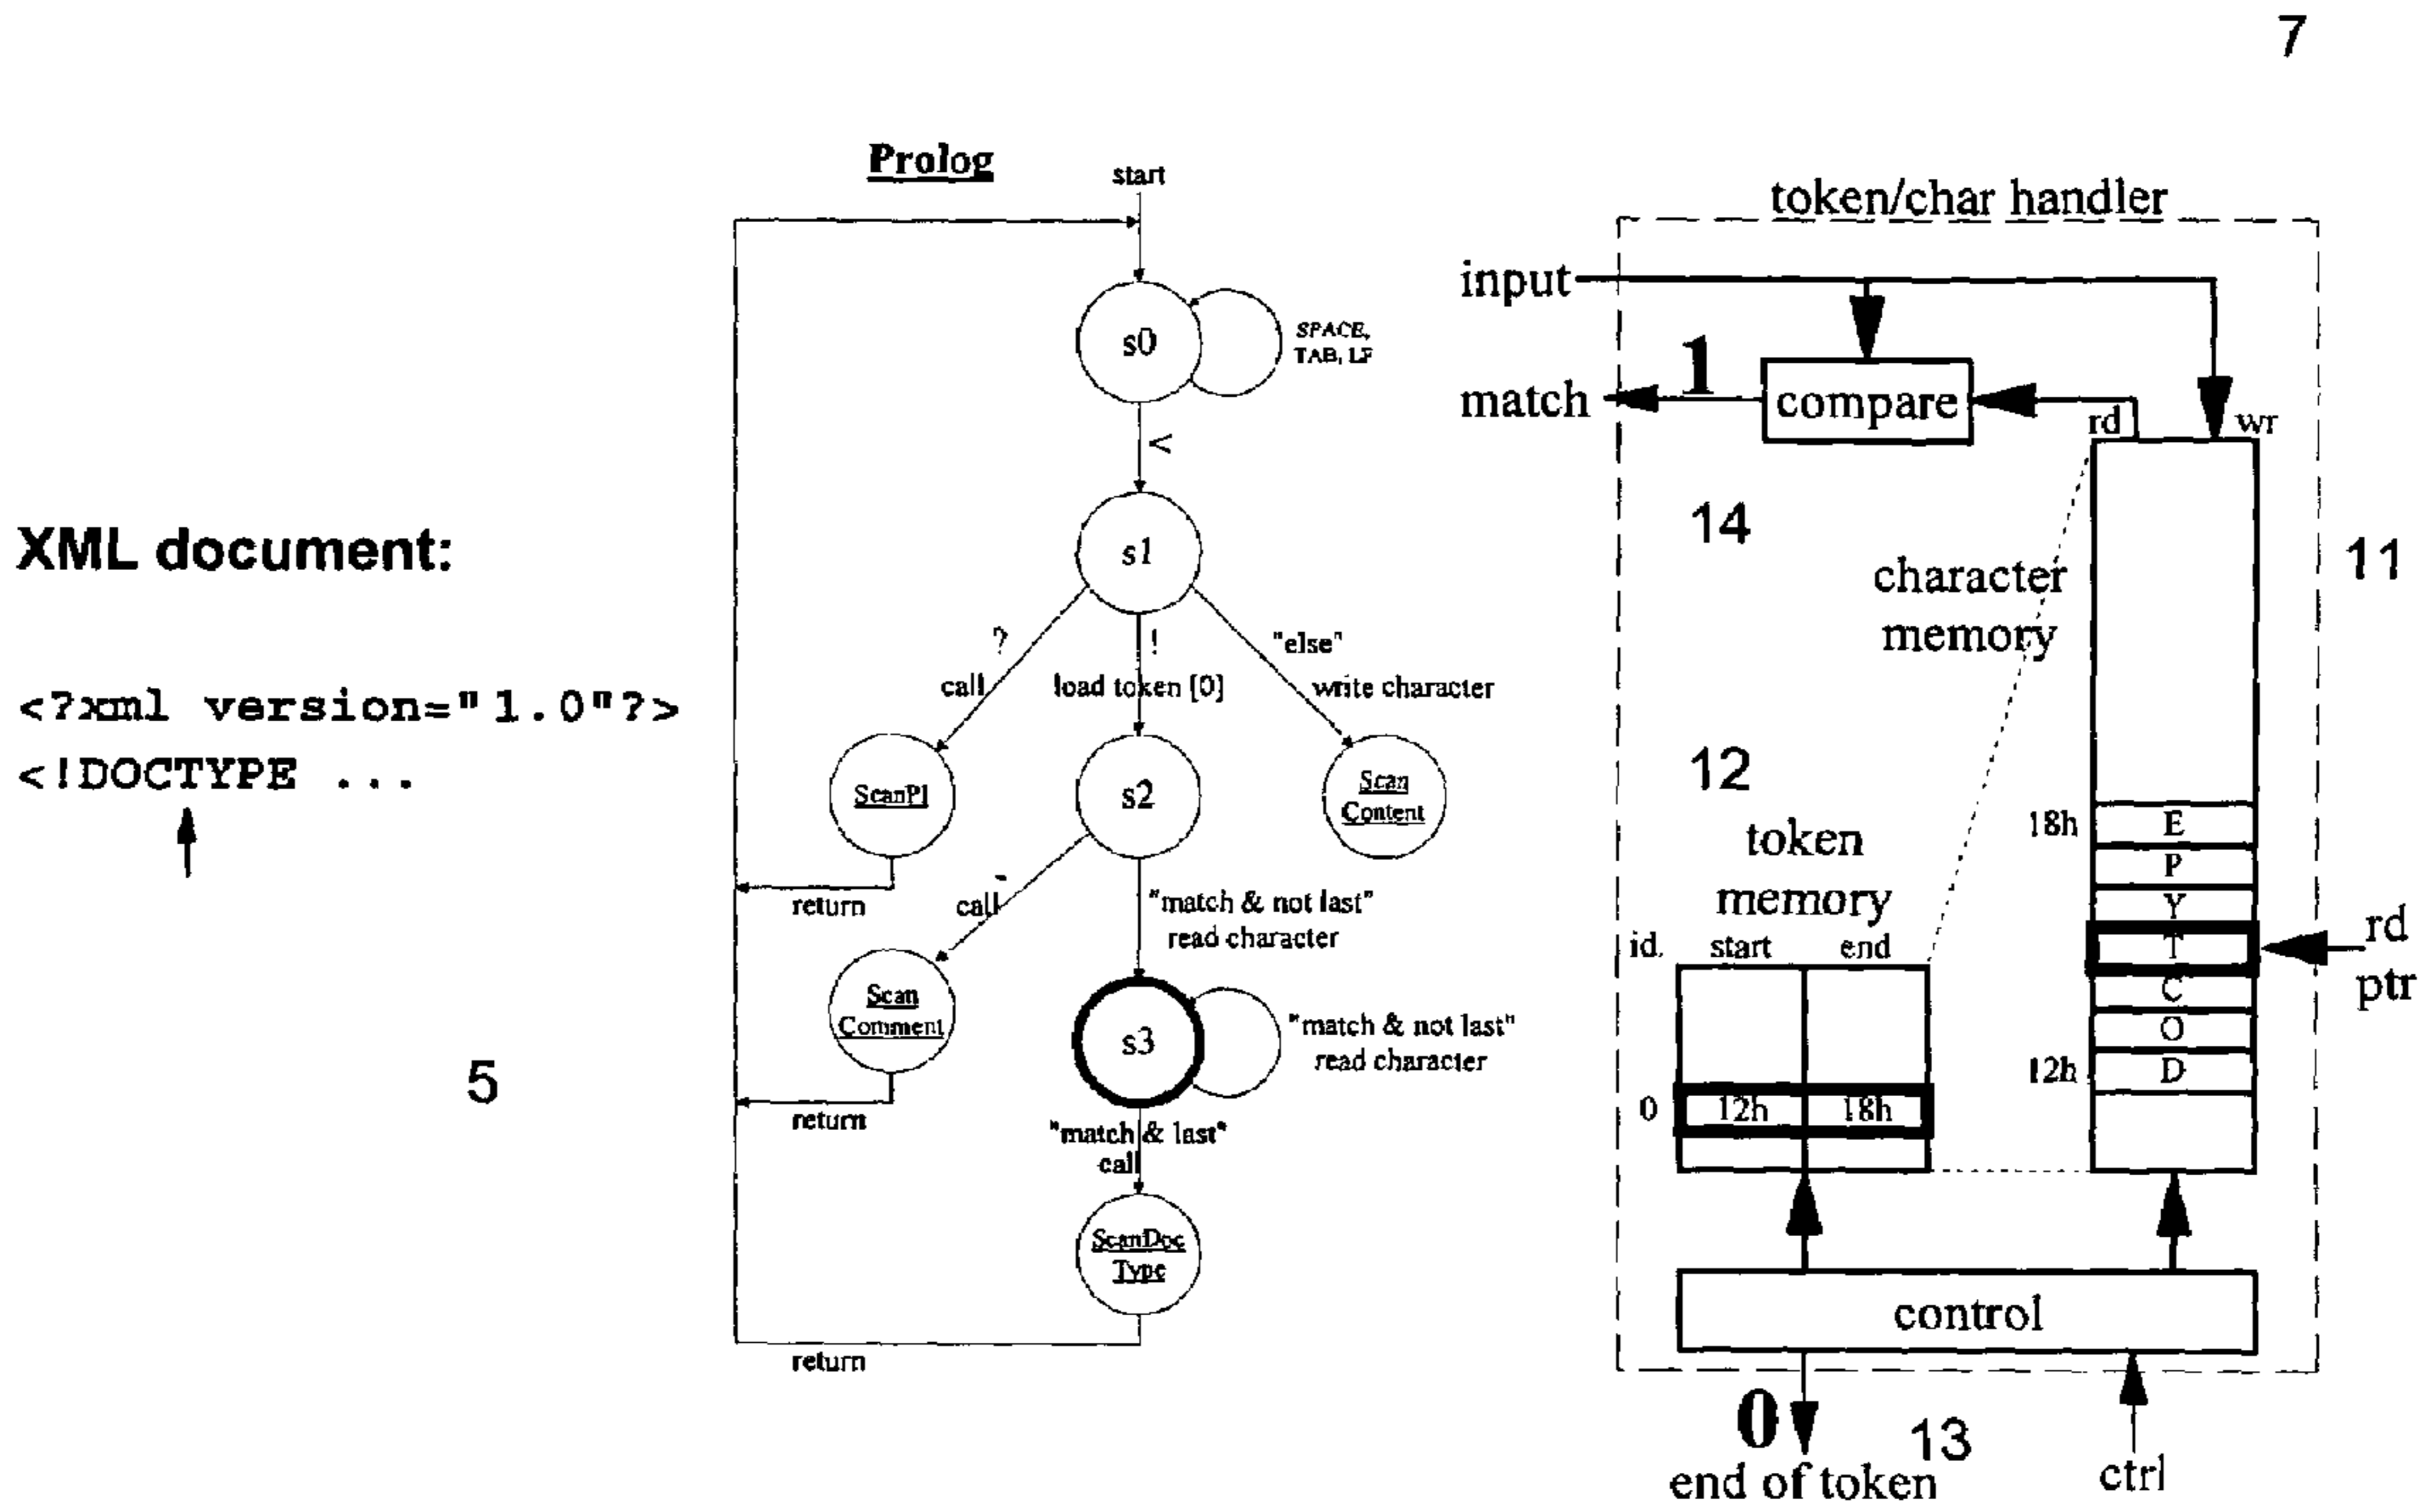 7
XML document:
<?xml version="1.0"?>
<!DOCTYPE ...
5
Prolog
start
s0
SPACE,
TAB, LF
<
s1
?
call
!
load token [0]
"else"
write character
ScanPI
s2
Scan
Content
return
-
call
"match & not last"
read character
Scan
Comment
s3
"match & not last"
read character
return
"match & last"
call
ScanDoc
Type
return
token/char handler
input
1
match
compare
rd
wr
14
11
character
memory
12
token
memory
id.
start
end
0
12h
18h
18h
E
P
Y
T
C
O
12h
D
rd
ptr
control
0
13
end of token
ctrl